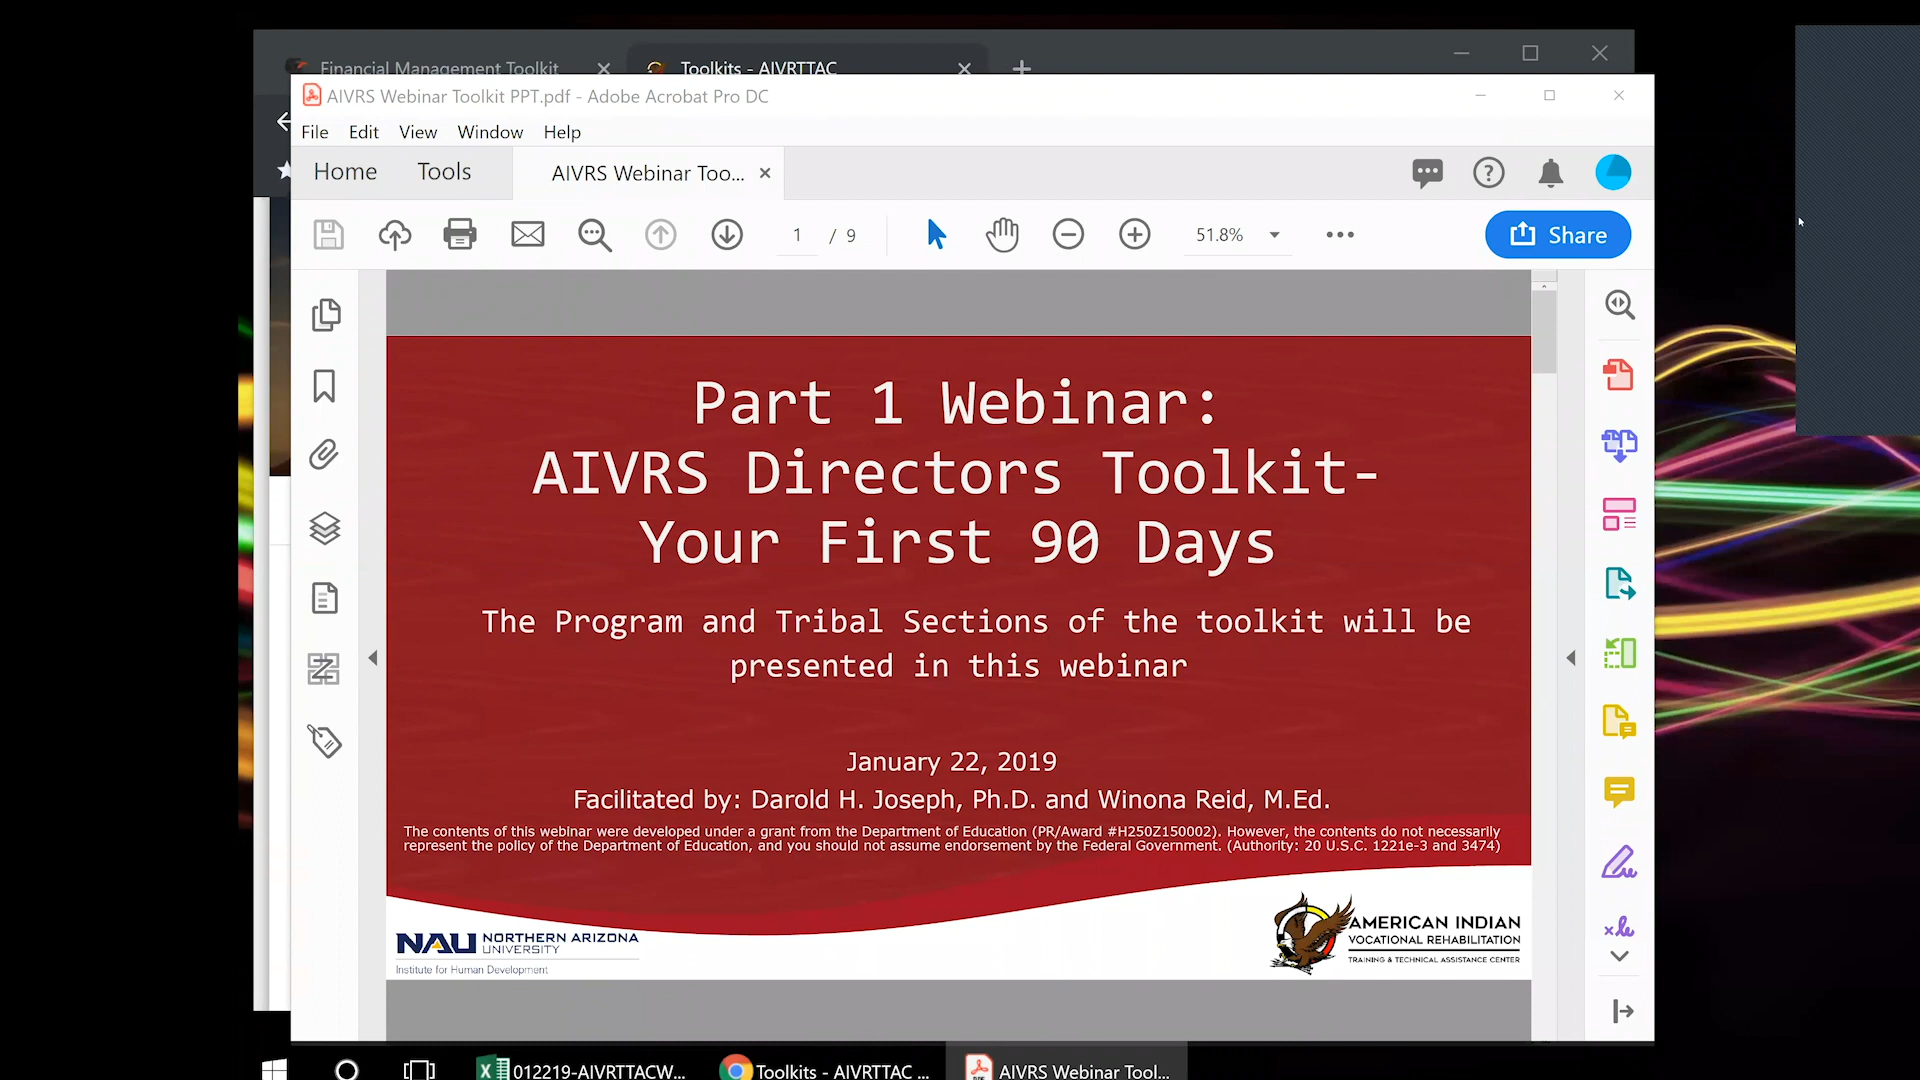 Financial Management Toolkit
Toolkits - AIVRTTAC
AIVRS Webinar Toolkit PPT.pdf - Adobe Acrobat Pro DC
File Edit View Window Help
Home Tools AIVRS Webinar Too...
1 / 9 51.8% Share
Part 1 Webinar:
AIVRS Directors Toolkit-
Your First 90 Days
The Program and Tribal Sections of the toolkit will be
presented in this webinar
January 22, 2019
Facilitated by: Darold H. Joseph, Ph.D. and Winona Reid, M.Ed.
The contents of this webinar were developed under a grant from the Department of Education (PR/Award #H250Z150002). However, the contents do not necessarily
represent the policy of the Department of Education, and you should not assume endorsement by the Federal Government. (Authority: 20 U.S.C. 1221e-3 and 3474)
NAU NORTHERN ARIZONA
UNIVERSITY
Institute for Human Development
AMERICAN INDIAN
VOCATIONAL REHABILITATION
TRAINING & TECHNICAL ASSISTANCE CENTER
012219-AIVRTTACW... Toolkits - AIVRTTAC ... AIVRS Webinar Tool...